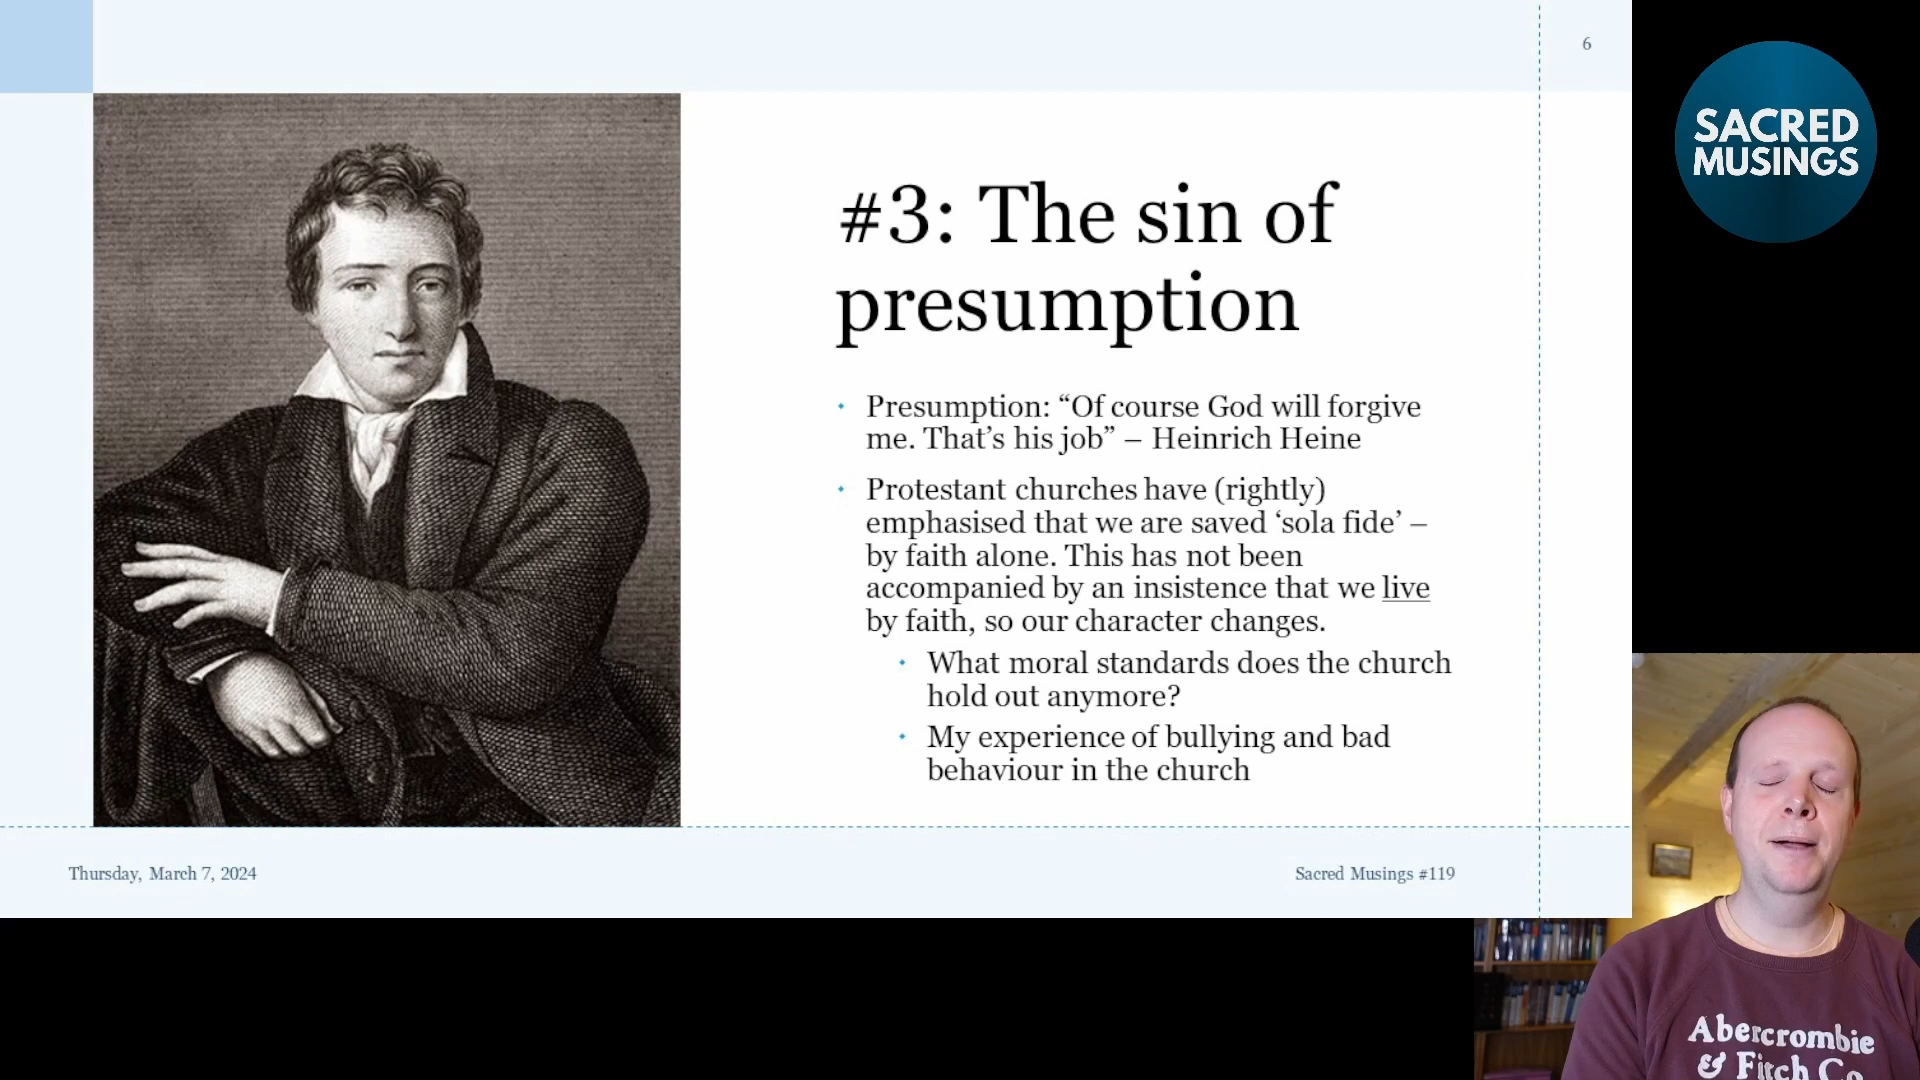 6
#3: The sin of
presumption
Presumption: “Of course God will forgive
me. That’s his job” – Heinrich Heine
Protestant churches have (rightly)
emphasised that we are saved ‘sola fide’ –
by faith alone. This has not been
accompanied by an insistence that we live
by faith, so our character changes.
What moral standards does the church
hold out anymore?
My experience of bullying and bad
behaviour in the church
Thursday, March 7, 2024
Sacred Musings #119
SACRED
MUSINGS
Abercrombie
& Fitch Co